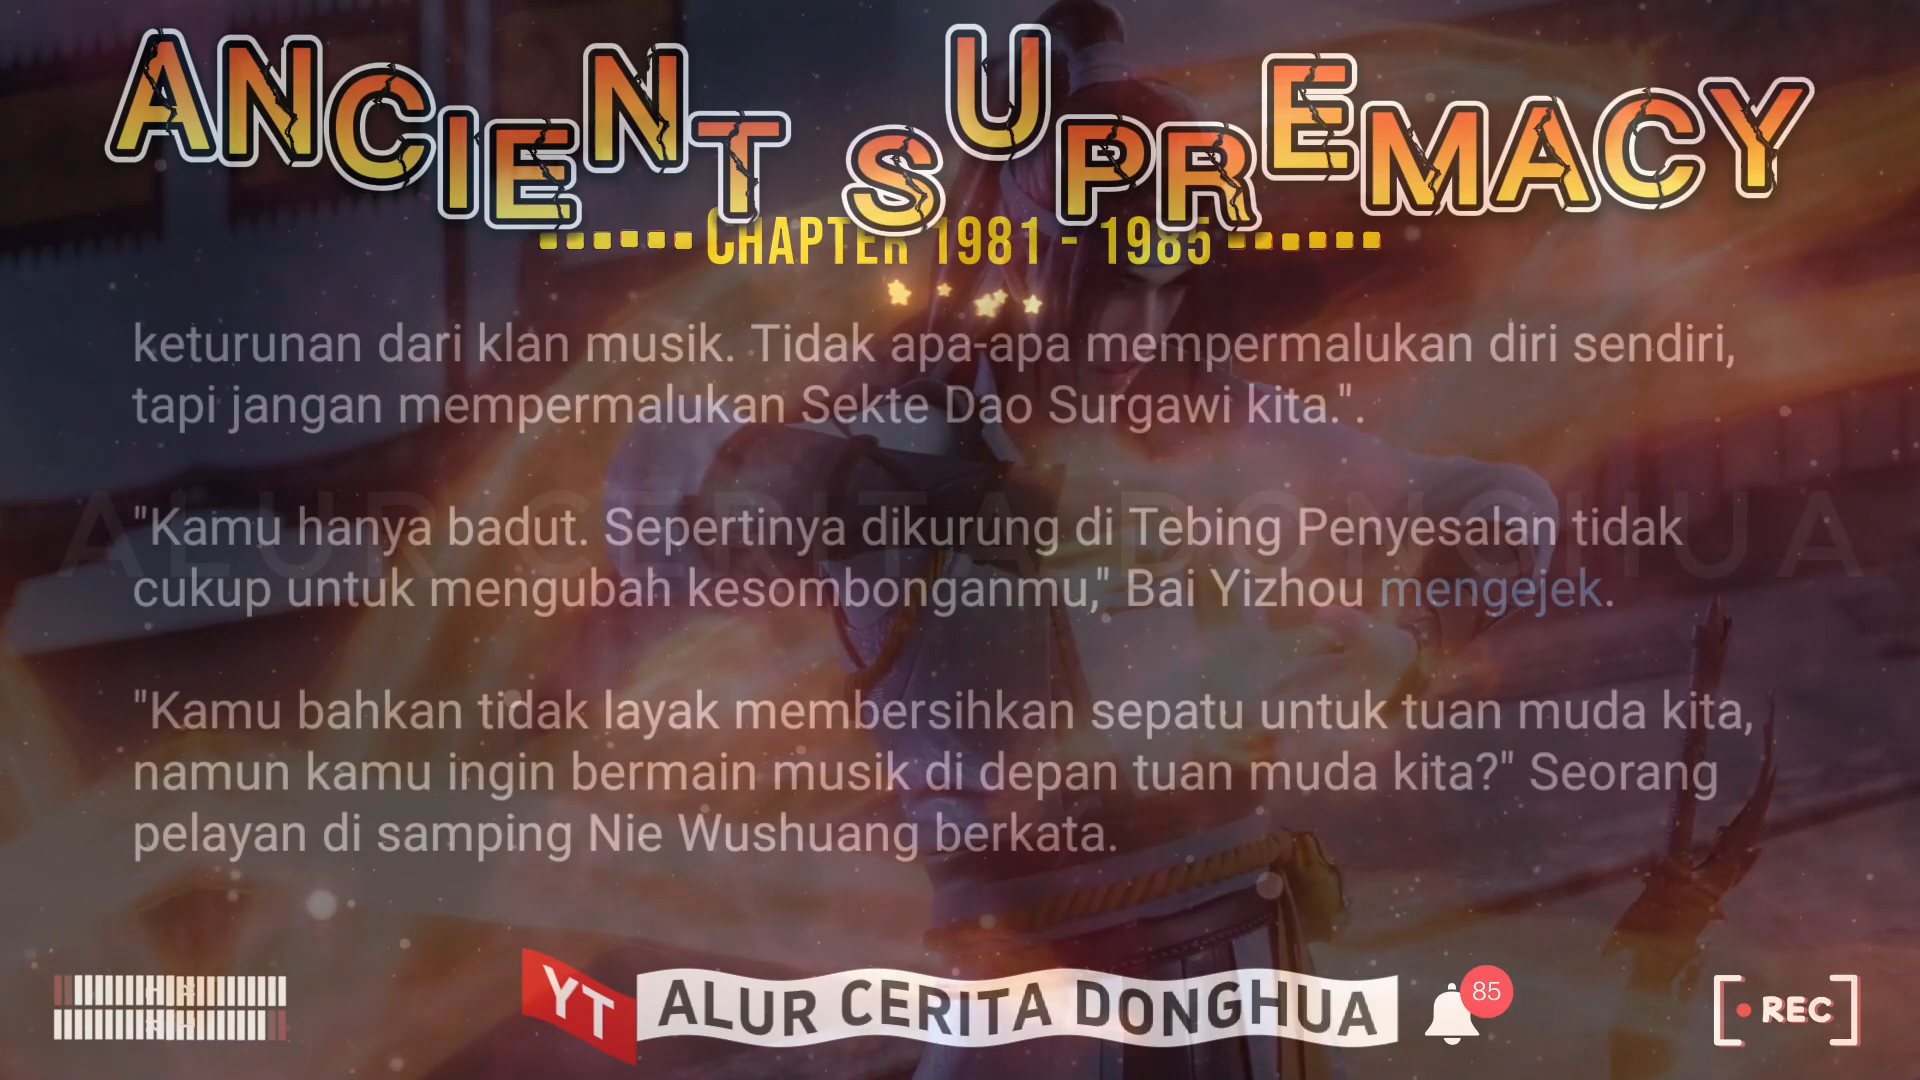 ANCIENT SUPREMACY
CHAPTER 1981 - 1985
keturunan dari klan musik. Tidak apa-apa mempermalukan diri sendiri,
tapi jangan mempermalukan Sekte Dao Surgawi kita.".
ALUR CERITA DONGHUA
"Kamu hanya badut. Sepertinya dikurung di Tebing Penyesalan tidak
cukup untuk mengubah kesombonganmu," Bai Yizhou mengejek.
"Kamu bahkan tidak layak membersihkan sepatu untuk tuan muda kita,
namun kamu ingin bermain musik di depan tuan muda kita?" Seorang
pelayan di samping Nie Wushuang berkata.
YT ALUR CERITA DONGHUA
85
REC